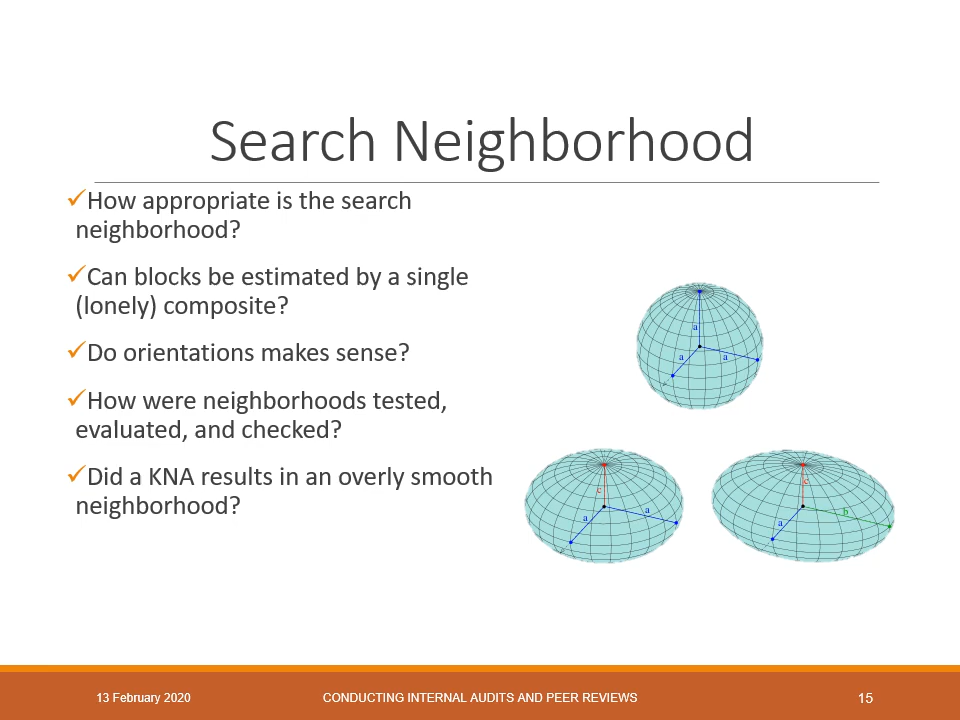 Search Neighborhood
How appropriate is the search
neighborhood?
Can blocks be estimated by a single
(lonely) composite?
Do orientations makes sense?
How were neighborhoods tested,
evaluated, and checked?
Did a KNA results in an overly smooth
neighborhood?
a
a
a
c
a
a
c
a
b
13 February 2020
CONDUCTING INTERNAL AUDITS AND PEER REVIEWS
15